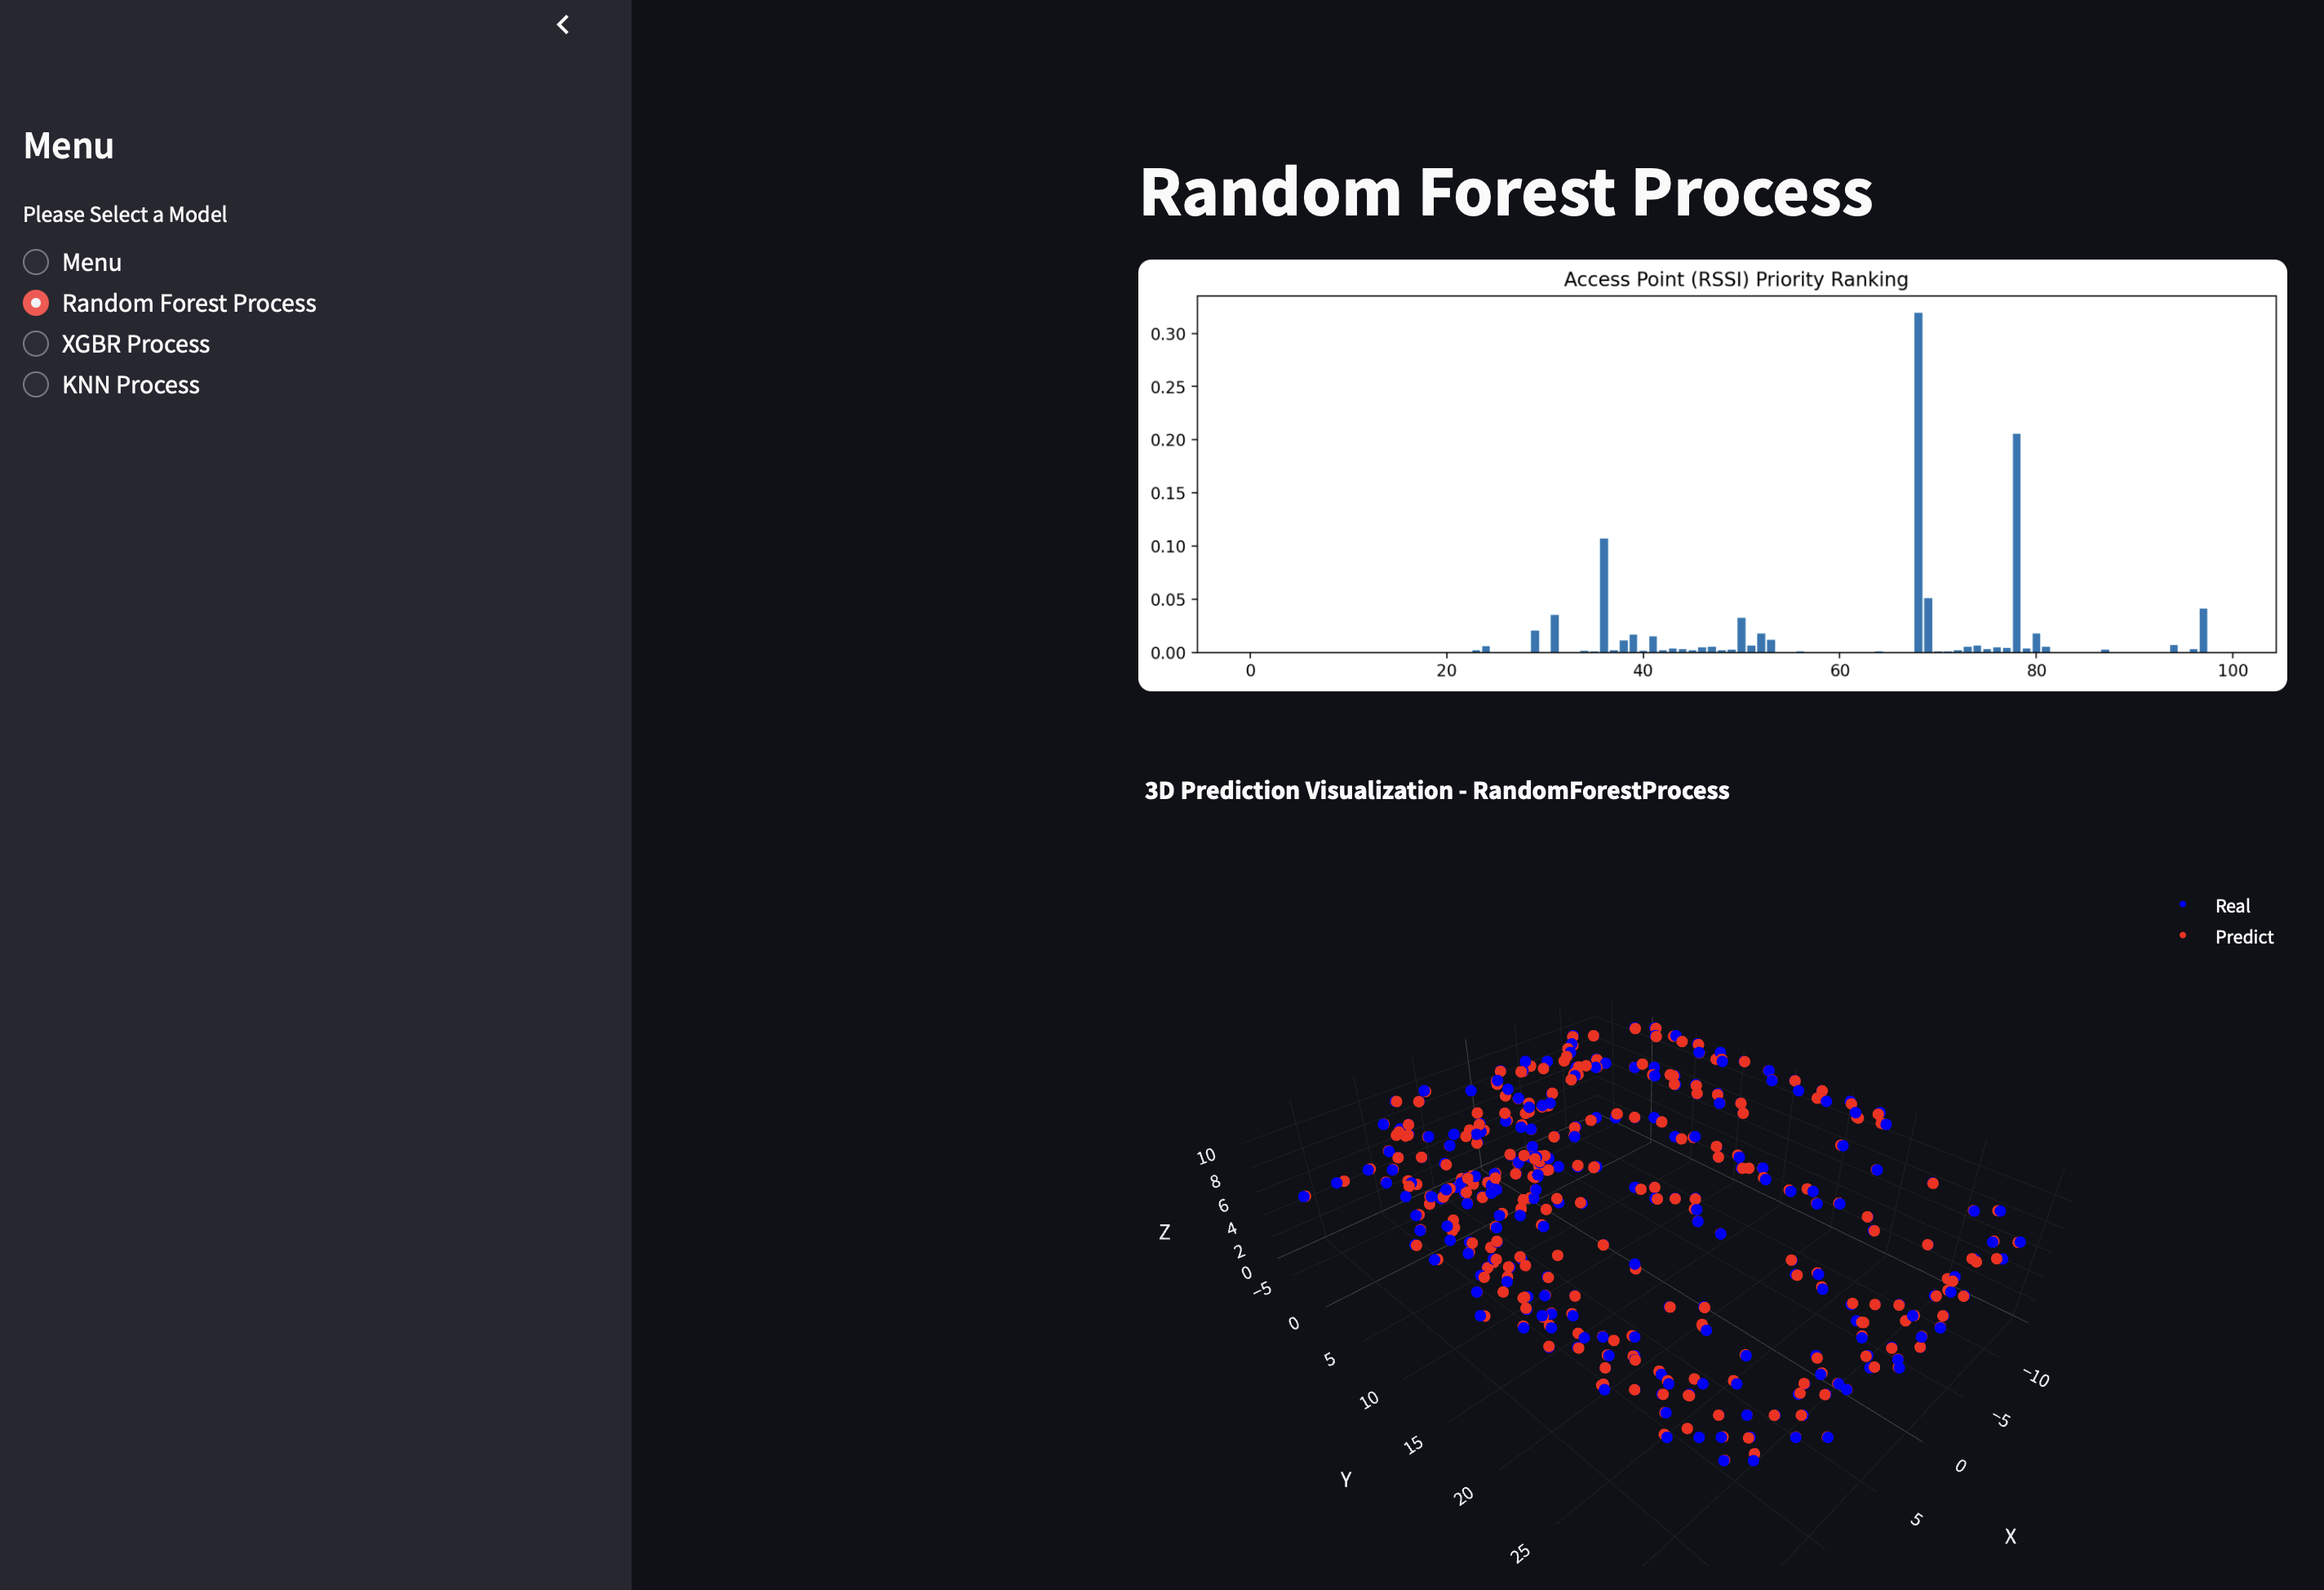 Menu
Please Select a Model
Menu
Random Forest Process
XGBR Process
KNN Process
Random Forest Process
Access Point (RSSI) Priority Ranking
0.30
0.25
0.20
0.15
0.10
0.05
0.00
0 20 40 60 80 100
3D Prediction Visualization - RandomForestProcess
Real
Predict
10
8
6
4
2
0
Z
−5
0
5
10
15
20
25
Y
−10
−5
0
5
X